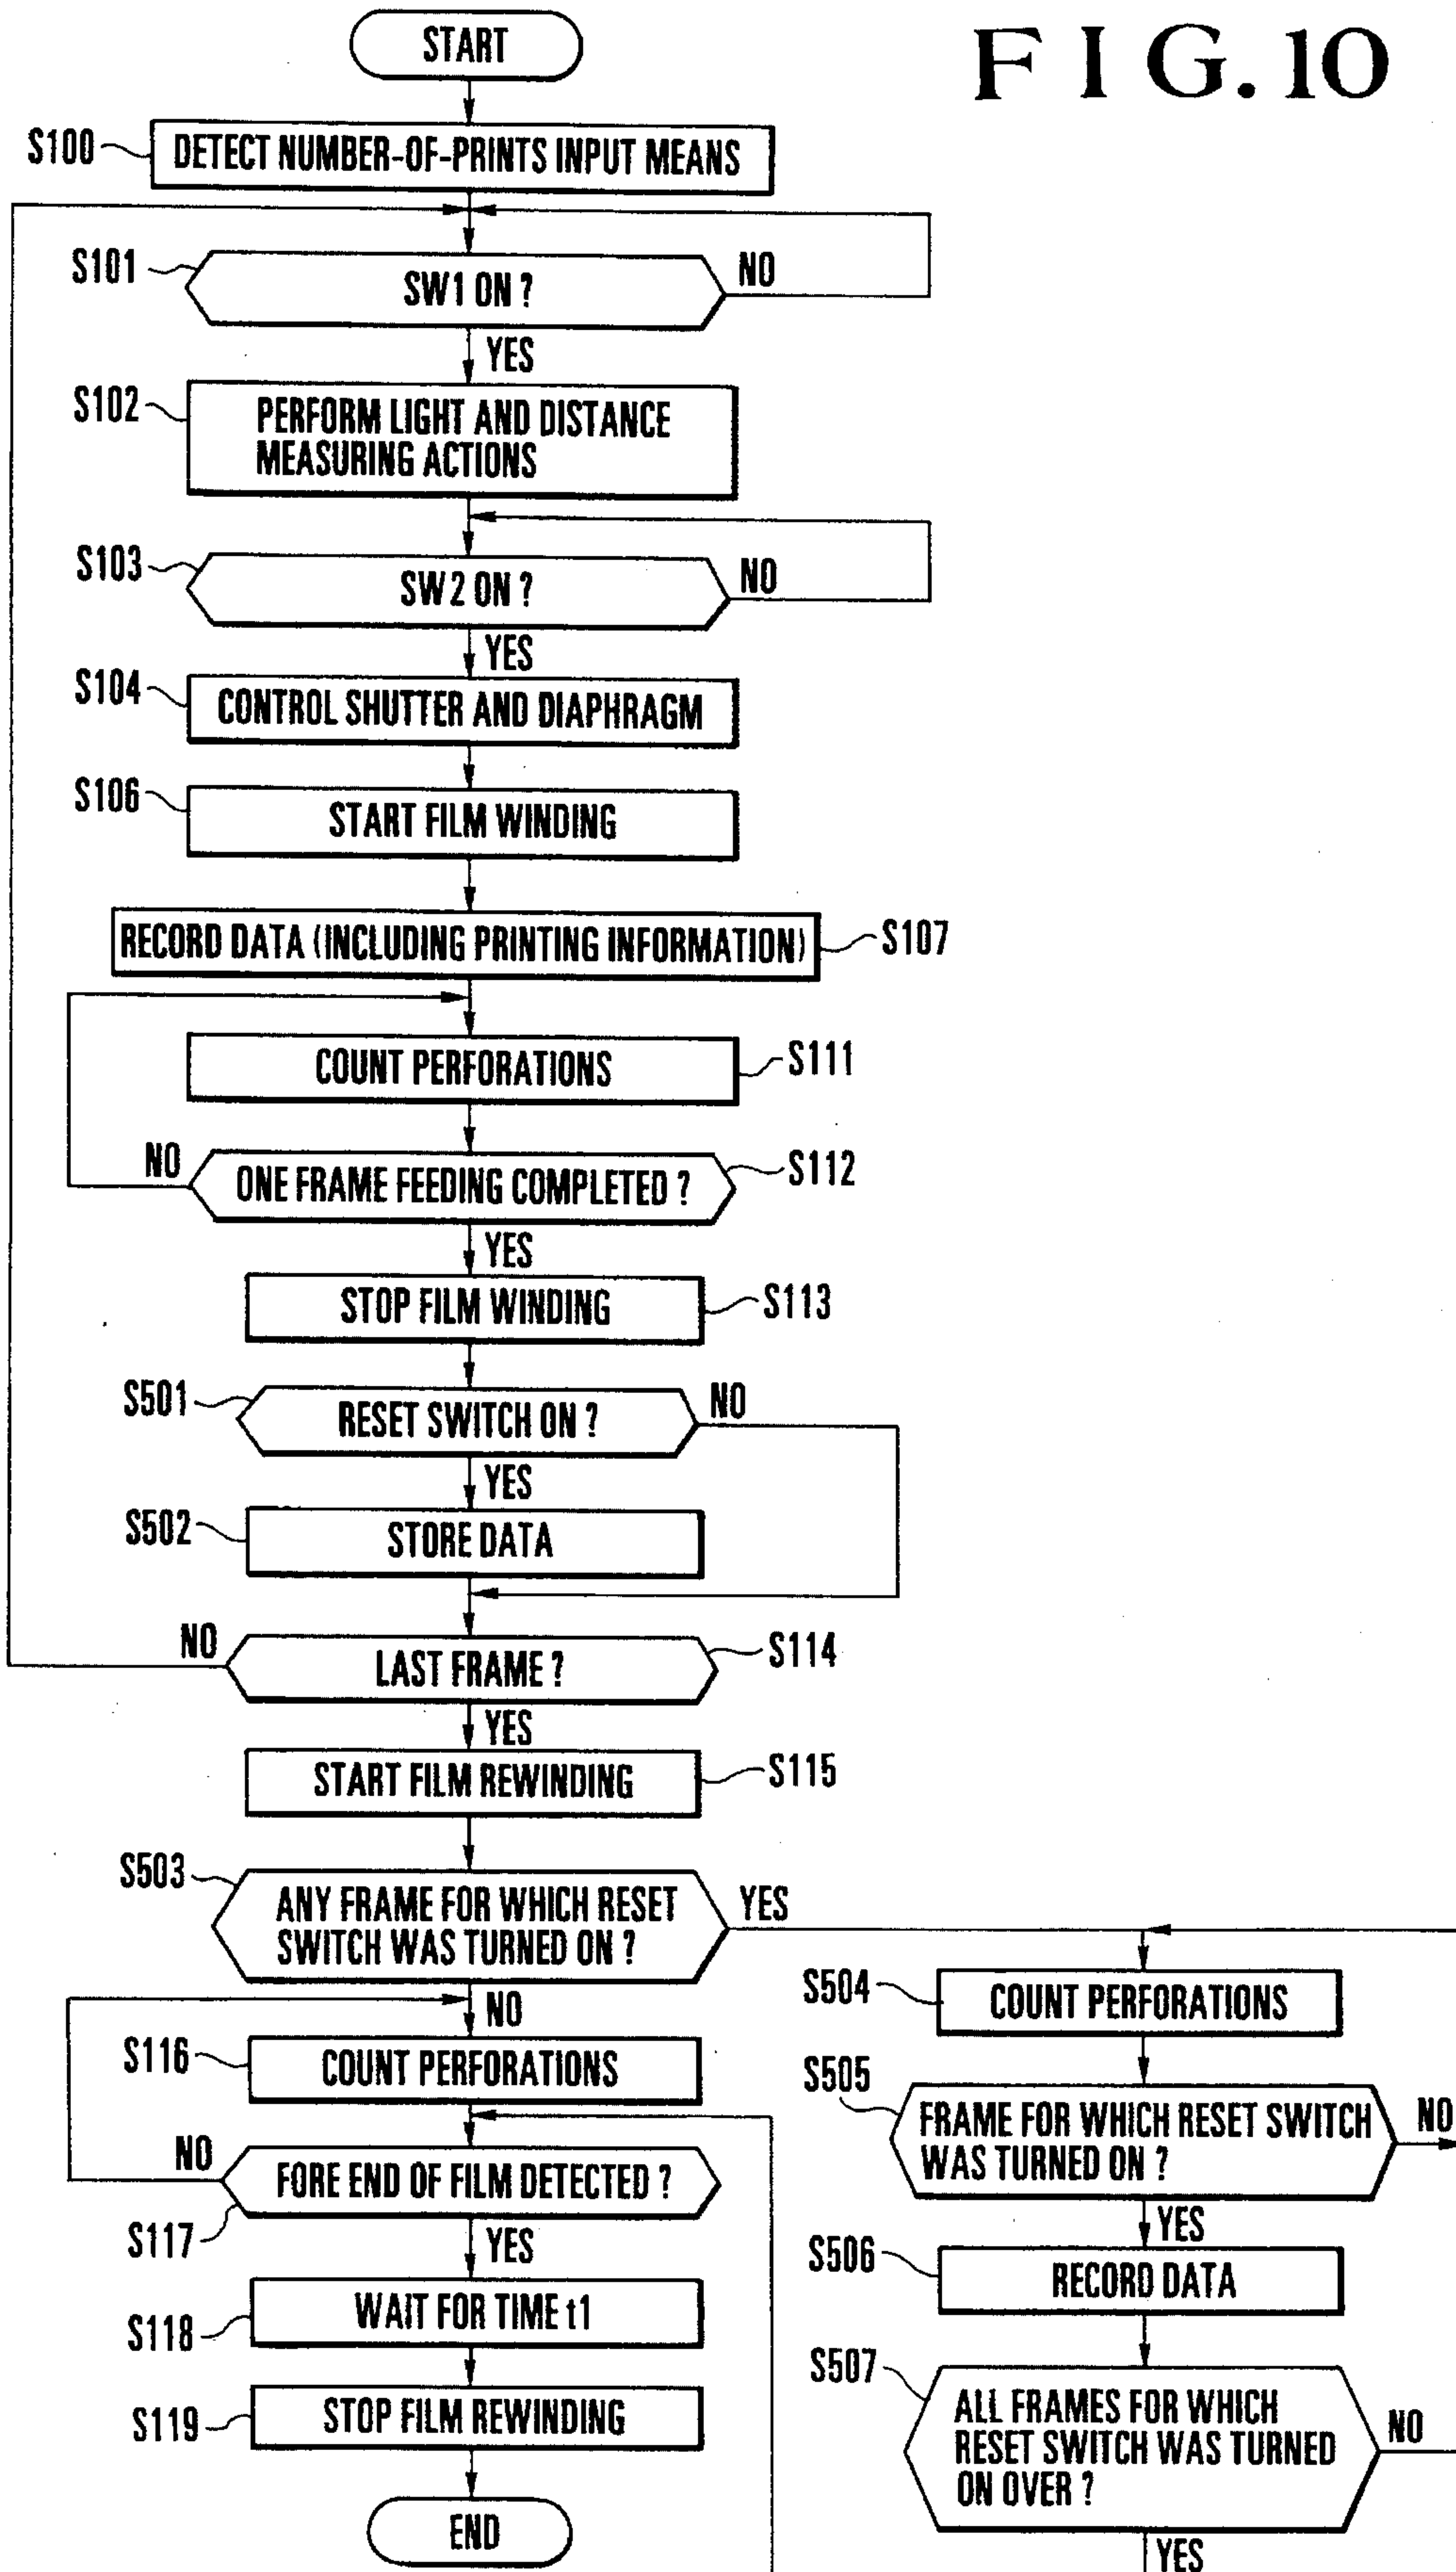 FIG. 10
START
S100
DETECT NUMBER-OF-PRINTS INPUT MEANS
S101
SW1 ON ?
NO
YES
S102
PERFORM LIGHT AND DISTANCE
MEASURING ACTIONS
S103
SW2 ON ?
NO
YES
S104
CONTROL SHUTTER AND DIAPHRAGM
S106
START FILM WINDING
RECORD DATA (INCLUDING PRINTING INFORMATION)
S107
COUNT PERFORATIONS
S111
NO
ONE FRAME FEEDING COMPLETED ?
S112
YES
STOP FILM WINDING
S113
S501
RESET SWITCH ON ?
NO
YES
S502
STORE DATA
NO
LAST FRAME ?
S114
YES
START FILM REWINDING
S115
S503
ANY FRAME FOR WHICH RESET
SWITCH WAS TURNED ON ?
YES
NO
S116
COUNT PERFORATIONS
NO
FORE END OF FILM DETECTED ?
S117
YES
S118
WAIT FOR TIME t1
S119
STOP FILM REWINDING
END
S504
COUNT PERFORATIONS
S505
FRAME FOR WHICH RESET SWITCH
WAS TURNED ON ?
NO
YES
S506
RECORD DATA
S507
ALL FRAMES FOR WHICH
RESET SWITCH WAS TURNED
ON OVER ?
NO
YES